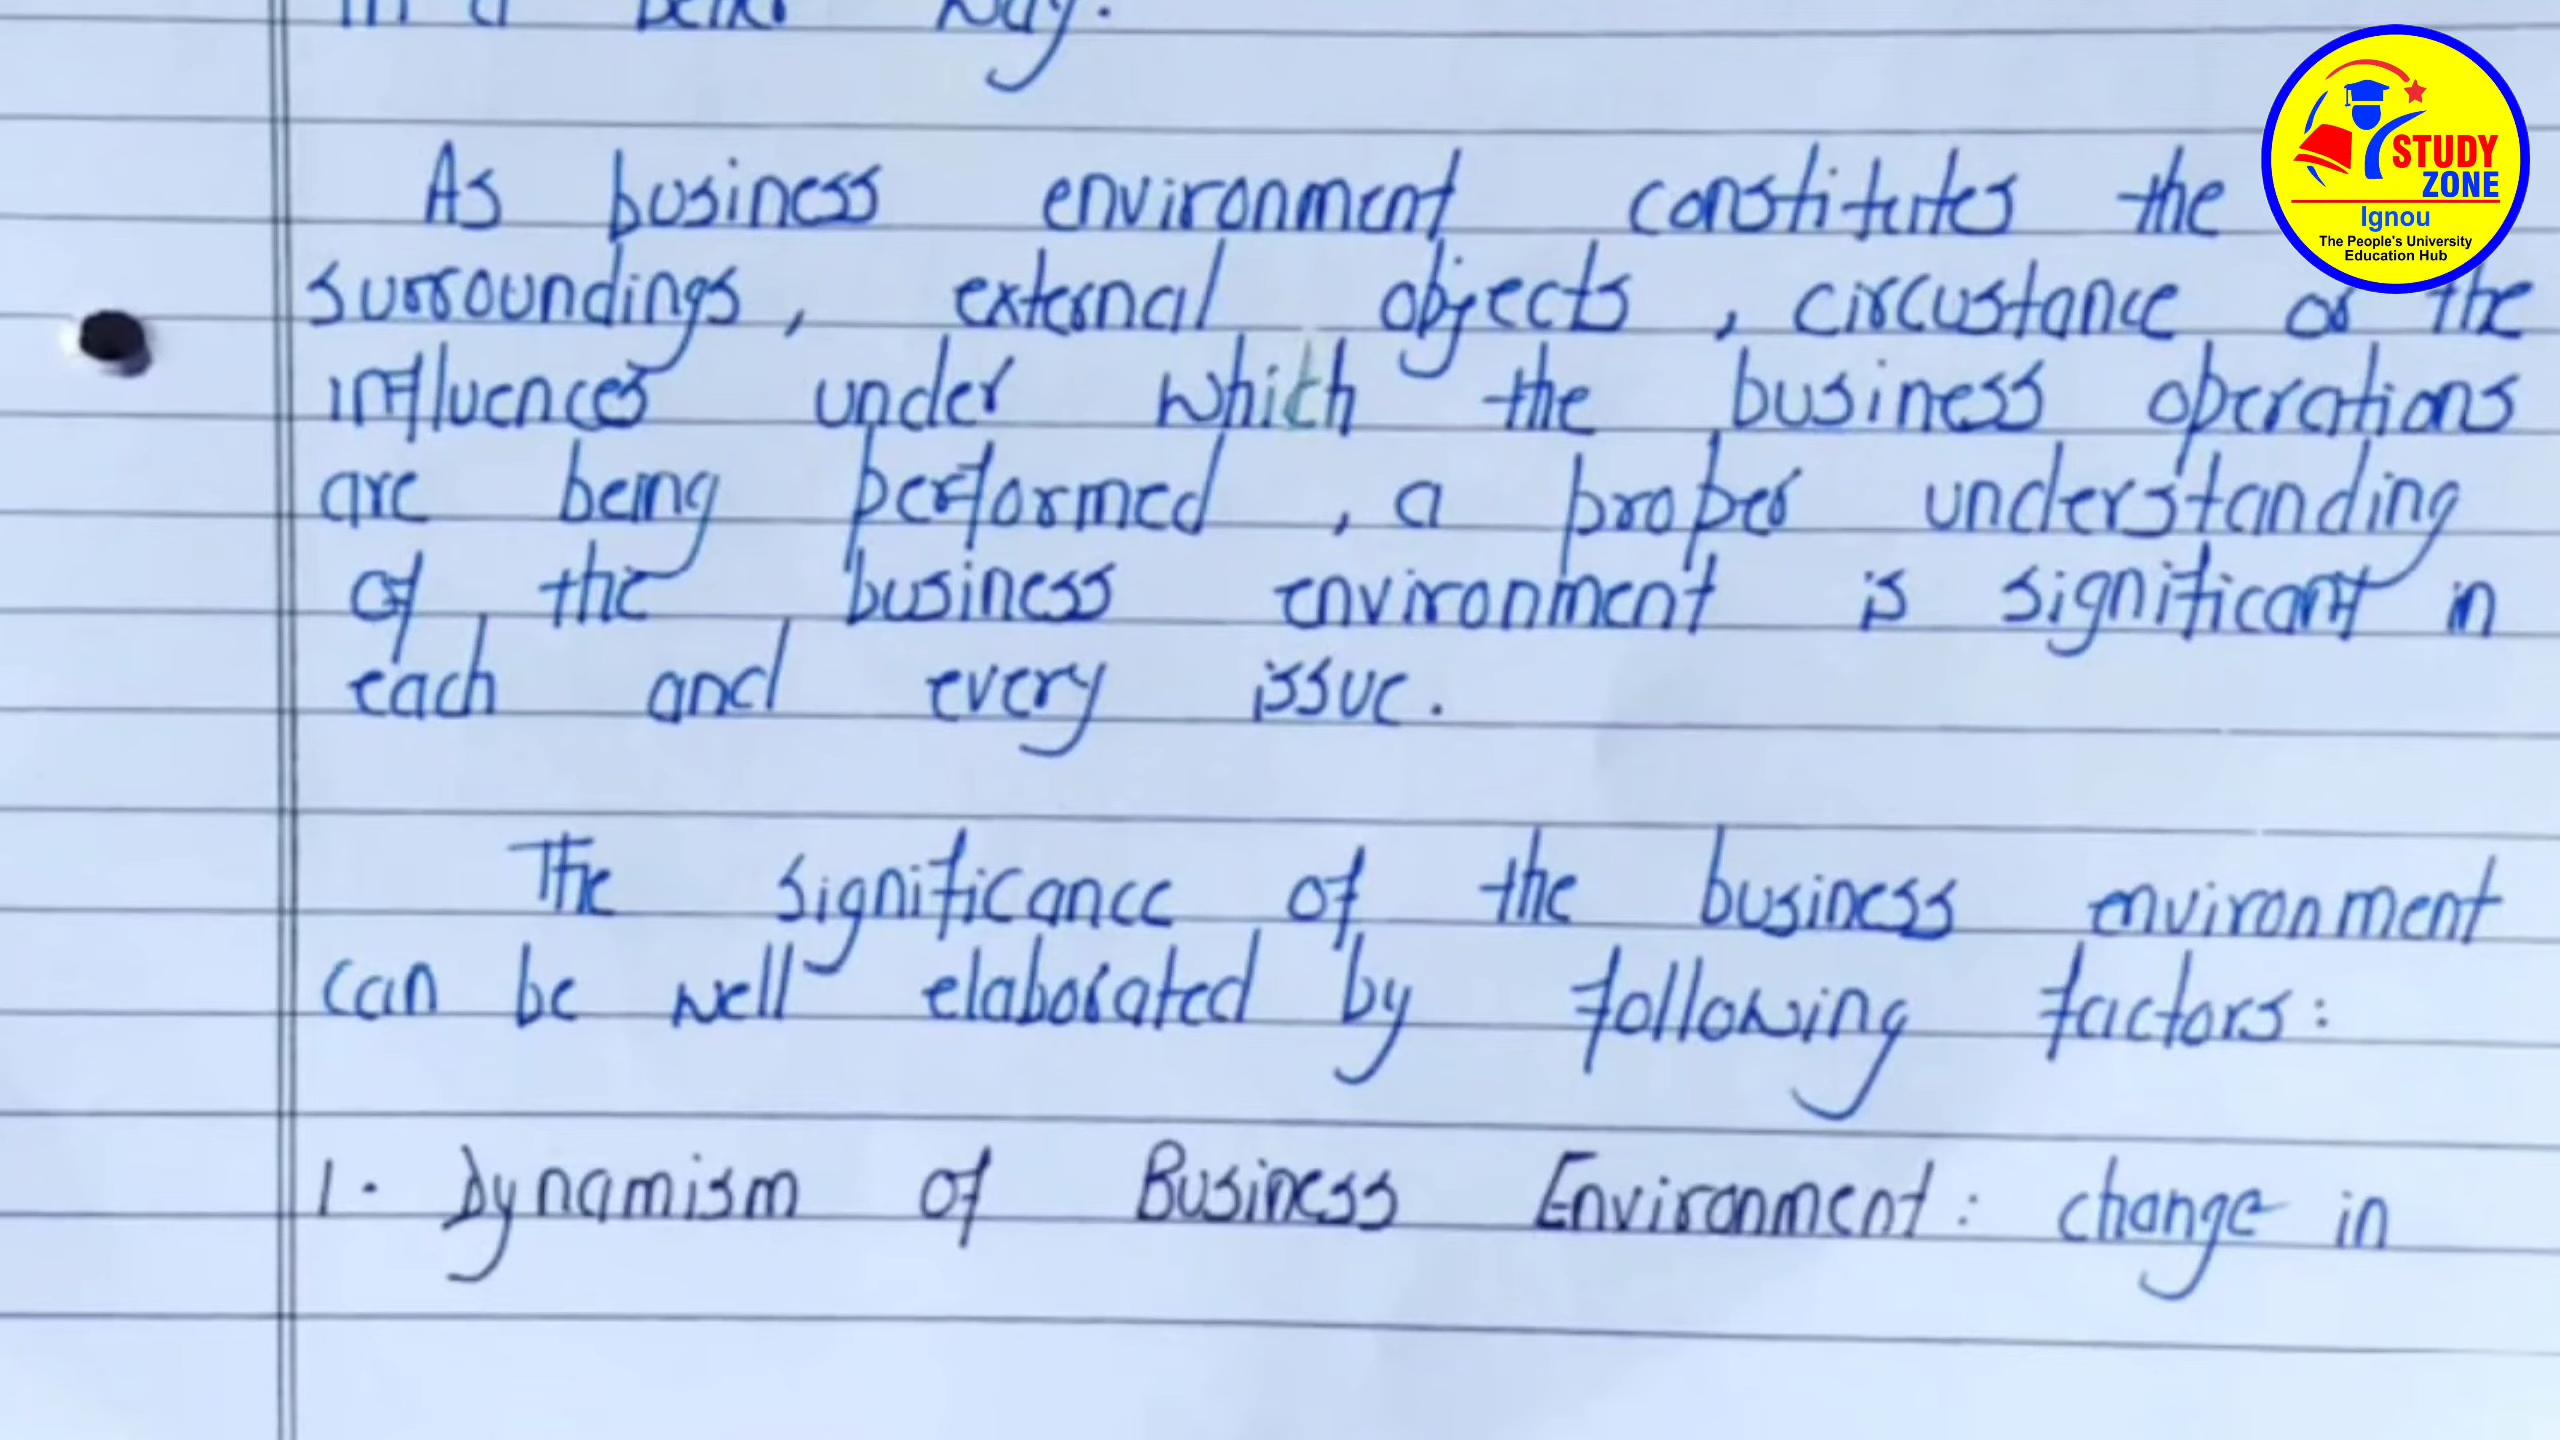 in a way.
As business environment constitutes the
surroundings, external objects, circustance or the
influences under which the business operations
are being performed, a proper understanding
of the business environment is significant in
each and every issue.
The significance of the business environment
can be well elaborated by following factors:
1. Dynamism of Business Environment: change in
STUDY
ZONE
Ignou
The People's University
Education Hub